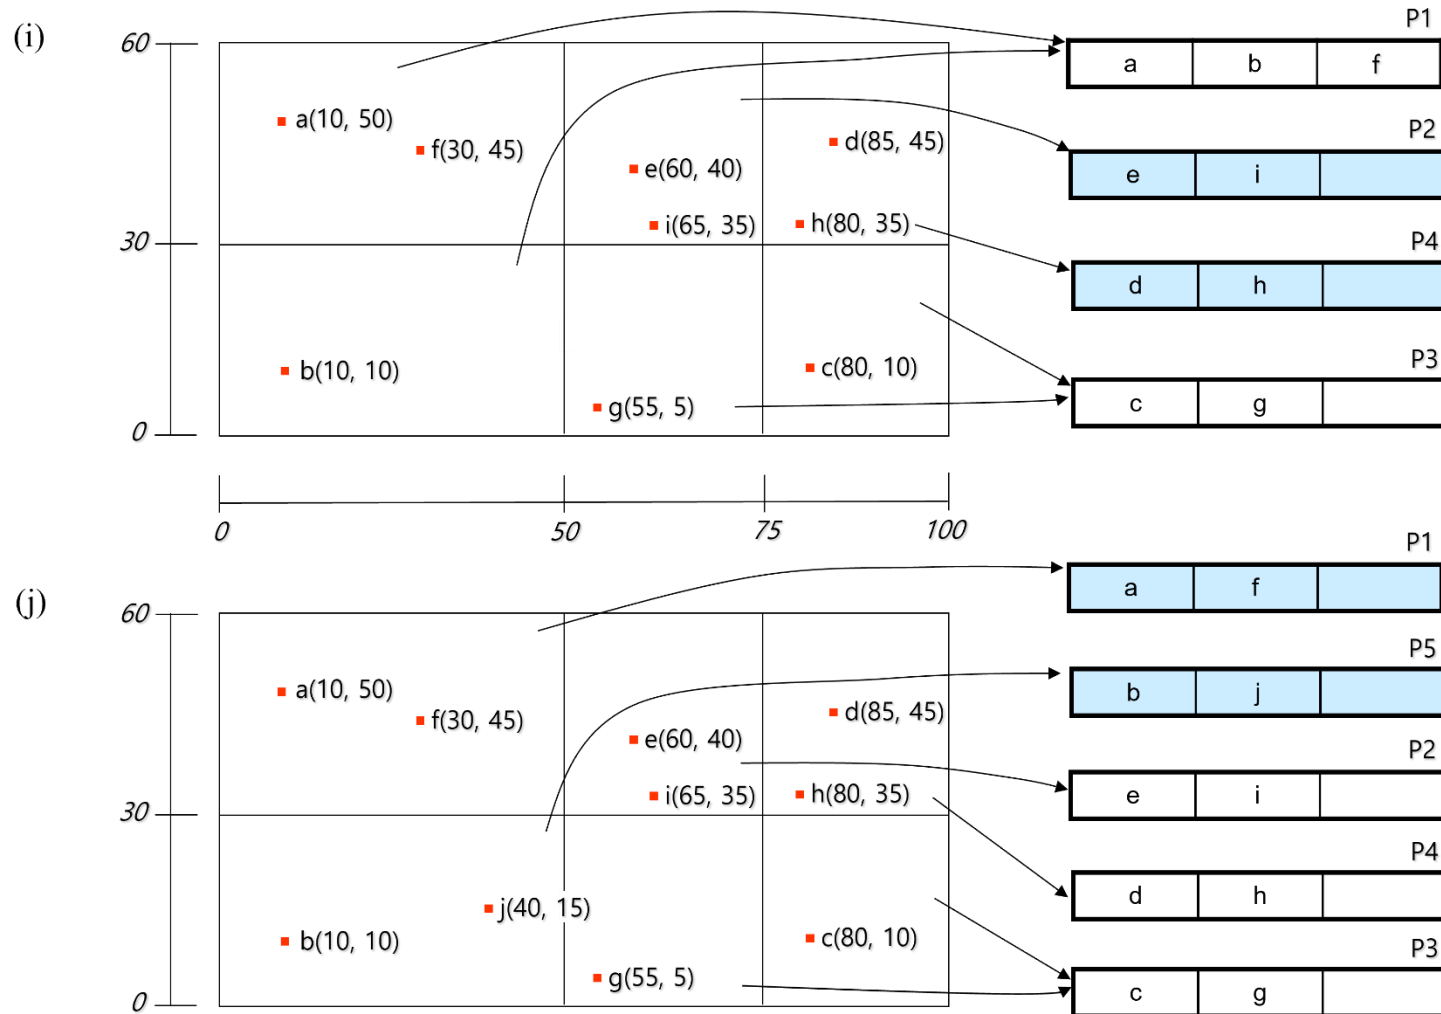 (i)
60
30
0
a(10, 50)
f(30, 45)
e(60, 40)
d(85, 45)
i(65, 35)
h(80, 35)
b(10, 10)
g(55, 5)
c(80, 10)
0 50 75 100
P1
a b f
P2
e i
P4
d h
P3
c g
(j)
60
30
0
a(10, 50)
f(30, 45)
e(60, 40)
d(85, 45)
i(65, 35)
h(80, 35)
j(40, 15)
b(10, 10)
g(55, 5)
c(80, 10)
P1
a f
P5
b j
P2
e i
P4
d h
P3
c g